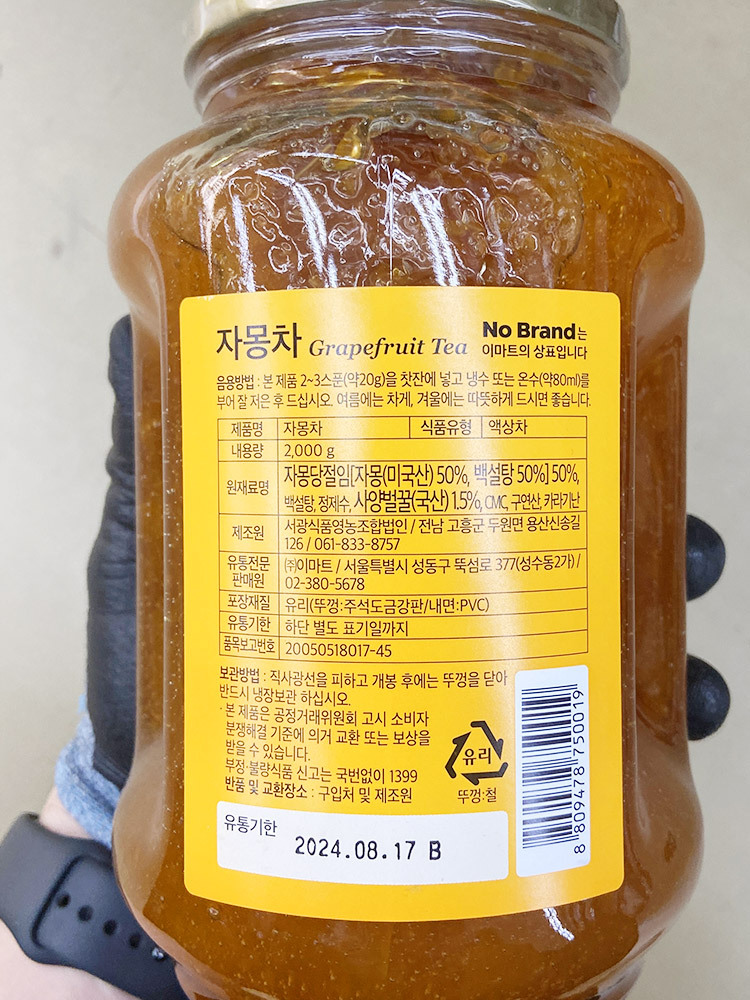 자몽차 Grapefruit Tea No Brand는
이마트의 상표입니다
음용방법 : 본 제품 2~3스푼(약20g)을 찻잔에 넣고 냉수 또는 온수(약80ml)를
부어 잘 저은 후 드십시오. 여름에는 차게, 겨울에는 따뜻하게 드시면 좋습니다.
제품명 자몽차 식품유형 액상차
내용량 2,000 g
원재료명 자몽당절임[자몽(미국산) 50%, 백설탕 50%] 50%,
백설탕, 정제수, 사양벌꿀(국산) 1.5%, CMC, 구연산, 카라기난
제조원 서광식품영농조합법인 / 전남 고흥군 두원면 용산신송길
126 / 061-833-8757
유통전문
판매원 ㈜이마트 / 서울특별시 성동구 뚝섬로 377(성수동2가) /
02-380-5678
포장재질 유리(뚜껑:주석도금강판/내면:PVC)
유통기한 하단 별도 표기일까지
품목보고번호 20050518017-45
보관방법 : 직사광선을 피하고 개봉 후에는 뚜껑을 닫아
반드시 냉장보관 하십시오.
· 본 제품은 공정거래위원회 고시 소비자
분쟁해결 기준에 의거 교환 또는 보상을
받을 수 있습니다.
부정·불량식품 신고는 국번없이 1399
반품 및 교환장소 : 구입처 및 제조원
유리
뚜껑:철
8 809478 750019
유통기한
2024.08.17 B